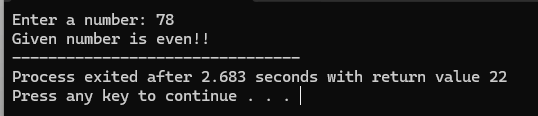 Enter a number: 78
Given number is even!!
--------------------------------
Process exited after 2.683 seconds with return value 22
Press any key to continue . . .